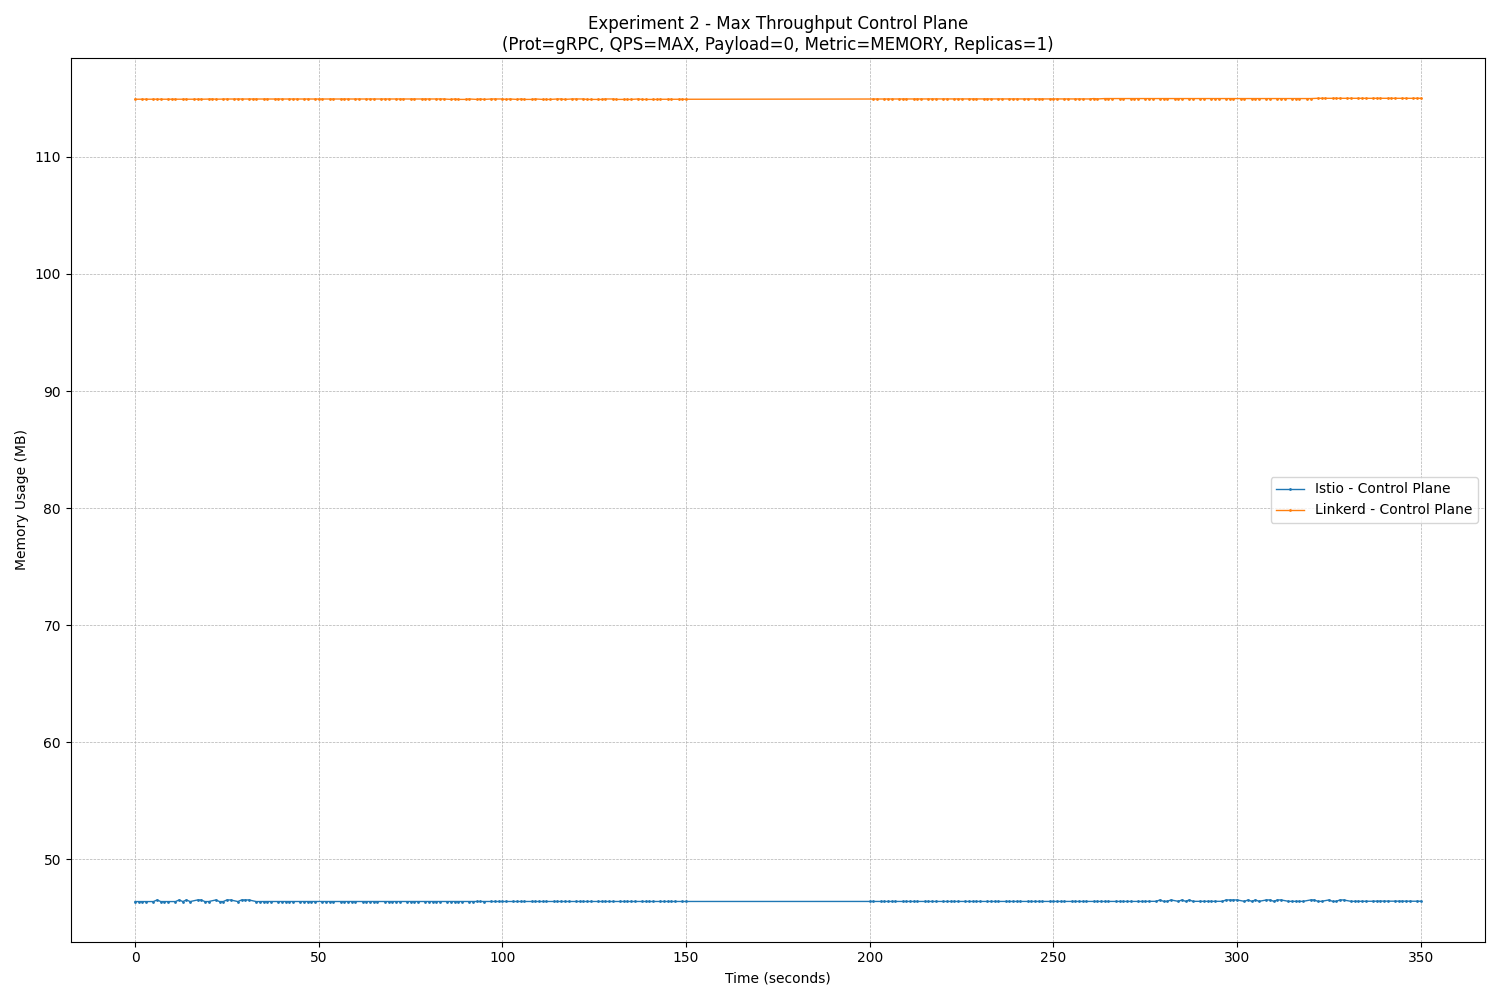 Experiment 2 - Max Throughput Control Plane
(Prot=gRPC, QPS=MAX, Payload=0, Metric=MEMORY, Replicas=1)
Memory Usage (MB)
110
100
90
80
70
60
50
Istio - Control Plane
Linkerd - Control Plane
0 50 100 150 200 250 300 350
Time (seconds)